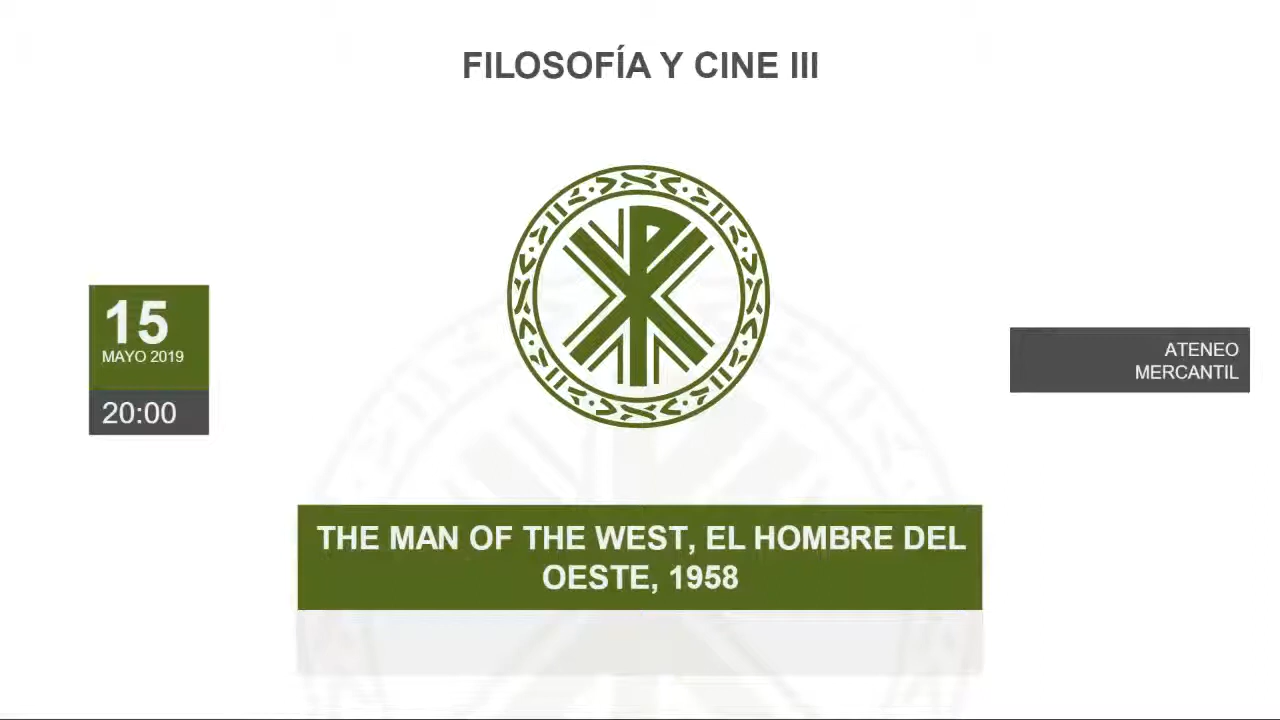 FILOSOFÍA Y CINE III
15
MAYO 2019
20:00
ATENEO
MERCANTIL
THE MAN OF THE WEST, EL HOMBRE DEL
OESTE, 1958